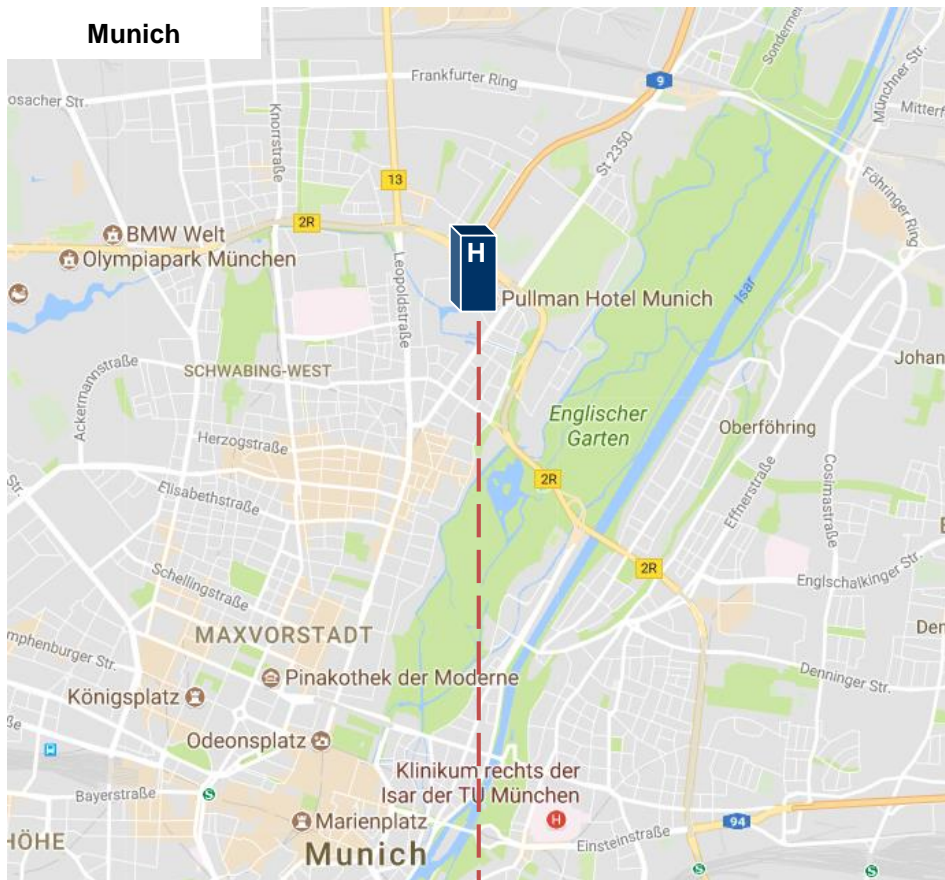 Munich
Frankfurter Ring
9
Sondermei
Münchner Str.
osacher Str.
Knorrstraße
St 2350
Mitterf
13
Föhringer Ring
2R
BMW Welt
Olympiapark München
Leopoldstraße
H
Isar
Pullman Hotel Munich
Ackermannstraße
SCHWABING-WEST
Johan
Herzogstraße
Englischer
Garten
Oberföhring
Str.
Elisabethstraße
2R
Effnerstraße
Cosimastraße
E
Schellingstraße
2R
Englschalkinger Str.
MAXVORSTADT
Den
mphenburger Str.
Pinakothek der Moderne
Denninger Str.
Königsplatz
ße
Odeonsplatz
Klinikum rechts der
Isar der TU München
Bayerstraße
S
Marienplatz
H
94
HÖHE
Munich
Einsteinstraße
S
S